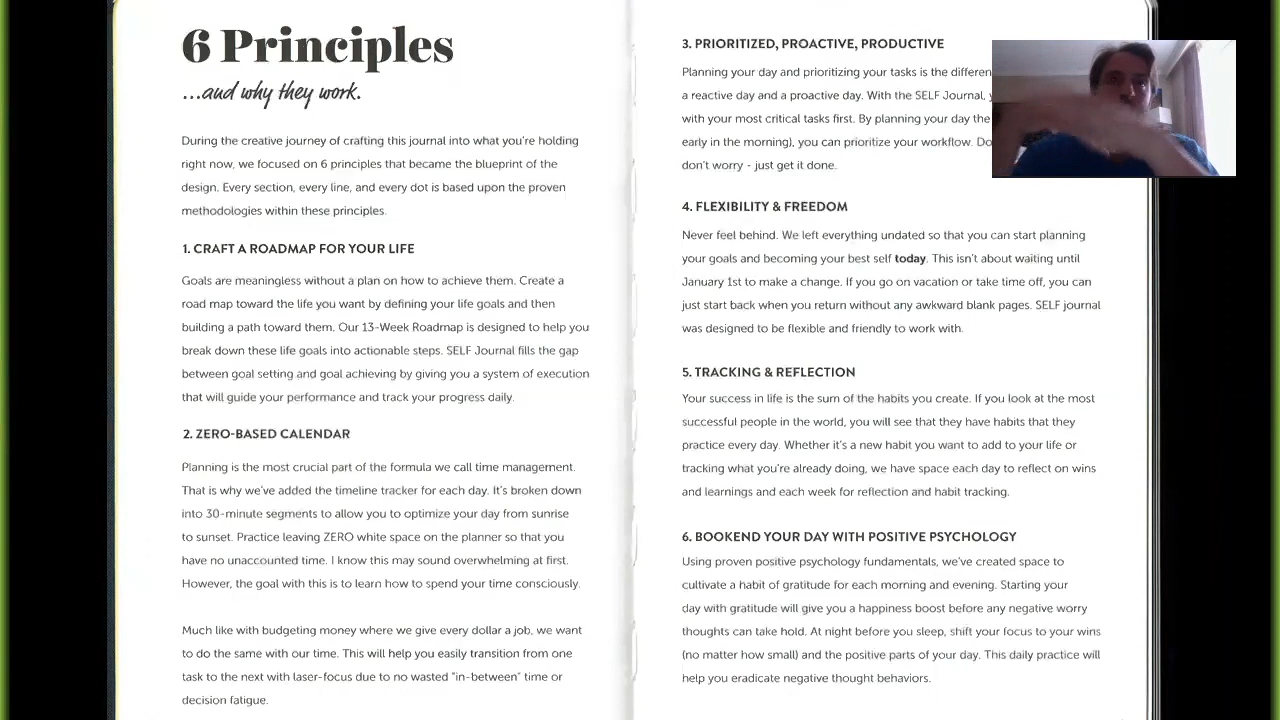 6 Principles
...and why they work.
During the creative journey of crafting this journal into what you're holding
right now, we focused on 6 principles that became the blueprint of the
design. Every section, every line, and every dot is based upon the proven
methodologies within these principles.
1. CRAFT A ROADMAP FOR YOUR LIFE
Goals are meaningless without a plan on how to achieve them. Create a
road map toward the life you want by defining your life goals and then
building a path toward them. Our 13-Week Roadmap is designed to help you
break down these life goals into actionable steps. SELF Journal fills the gap
between goal setting and goal achieving by giving you a system of execution
that will guide your performance and track your progress daily.
2. ZERO-BASED CALENDAR
Planning is the most crucial part of the formula we call time management.
That is why we've added the timeline tracker for each day. It's broken down
into 30-minute segments to allow you to optimize your day from sunrise
to sunset. Practice leaving ZERO white space on the planner so that you
have no unaccounted time. I know this may sound overwhelming at first.
However, the goal with this is to learn how to spend your time consciously.
Much like with budgeting money where we give every dollar a job, we want
to do the same with our time. This will help you easily transition from one
task to the next with laser-focus due to no wasted "in-between" time or
decision fatigue.
3. PRIORITIZED, PROACTIVE, PRODUCTIVE
Planning your day and prioritizing your tasks is the differen
a reactive day and a proactive day. With the SELF Journal,
with your most critical tasks first. By planning your day the
early in the morning), you can prioritize your workflow. Do
don't worry - just get it done.
4. FLEXIBILITY & FREEDOM
Never feel behind. We left everything undated so that you can start planning
your goals and becoming your best self today. This isn't about waiting until
January 1st to make a change. If you go on vacation or take time off, you can
just start back when you return without any awkward blank pages. SELF journal
was designed to be flexible and friendly to work with.
5. TRACKING & REFLECTION
Your success in life is the sum of the habits you create. If you look at the most
successful people in the world, you will see that they have habits that they
practice every day. Whether it's a new habit you want to add to your life or
tracking what you're already doing, we have space each day to reflect on wins
and learnings and each week for reflection and habit tracking.
6. BOOKEND YOUR DAY WITH POSITIVE PSYCHOLOGY
Using proven positive psychology fundamentals, we've created space to
cultivate a habit of gratitude for each morning and evening. Starting your
day with gratitude will give you a happiness boost before any negative worry
thoughts can take hold. At night before you sleep, shift your focus to your wins
(no matter how small) and the positive parts of your day. This daily practice will
help you eradicate negative thought behaviors.